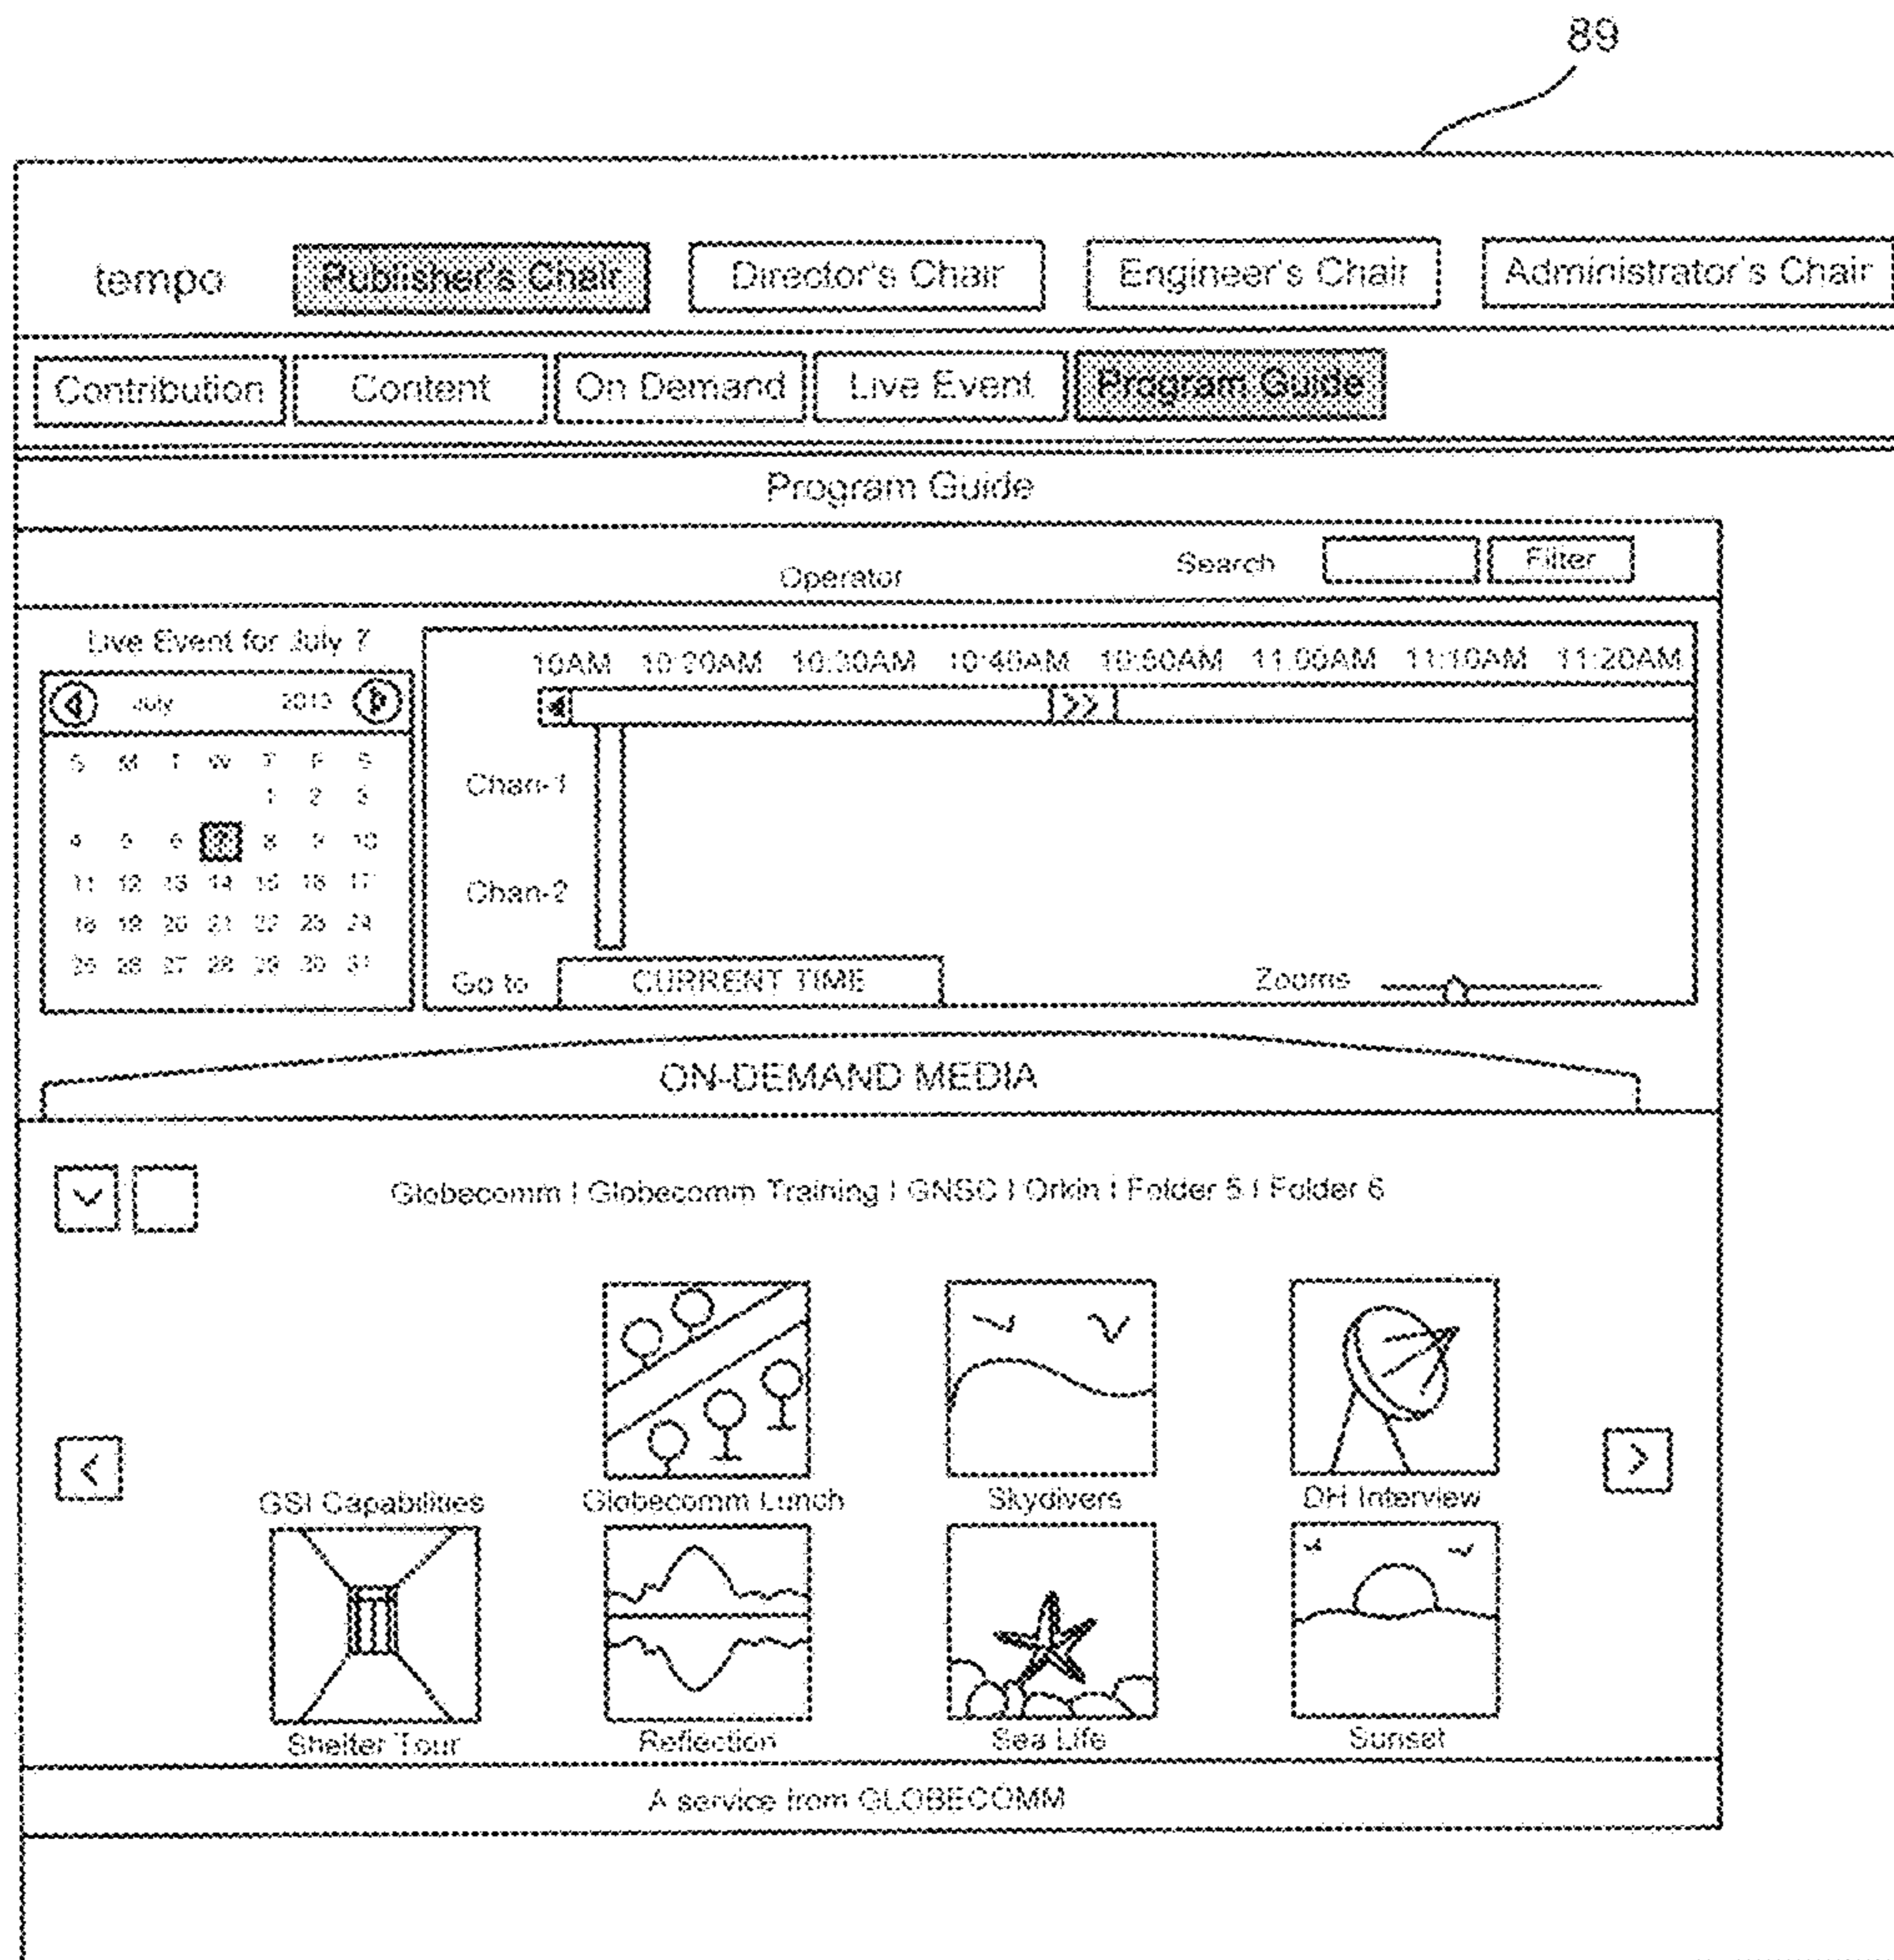 89
tempo Publisher's Chair Director's Chair Engineer's Chair Administrator's Chair
Contribution Content On Demand Live Event Program Guide
Program Guide
Operator Search Filter
Live Event for July 7
10AM 10:20AM 10:30AM 10:40AM 10:50AM 11:00AM 11:10AM 11:20AM
July 2013
>>
S M T W T F S
1 2 3
4 5 6 7 8 9 10
11 12 13 14 15 16 17
18 19 20 21 22 23 24
25 26 27 28 29 30 31
Chan-1
Chan-2
Go to CURRENT TIME Zooms
ON-DEMAND MEDIA
Globecomm | Globecomm Training | GNSC | Orkin | Folder 5 | Folder 6
< >
GSI Capabilities Globecomm Lunch Skydivers DH Interview
Shelter Tour Reflection Sea Life Sunset
A service from GLOBECOMM